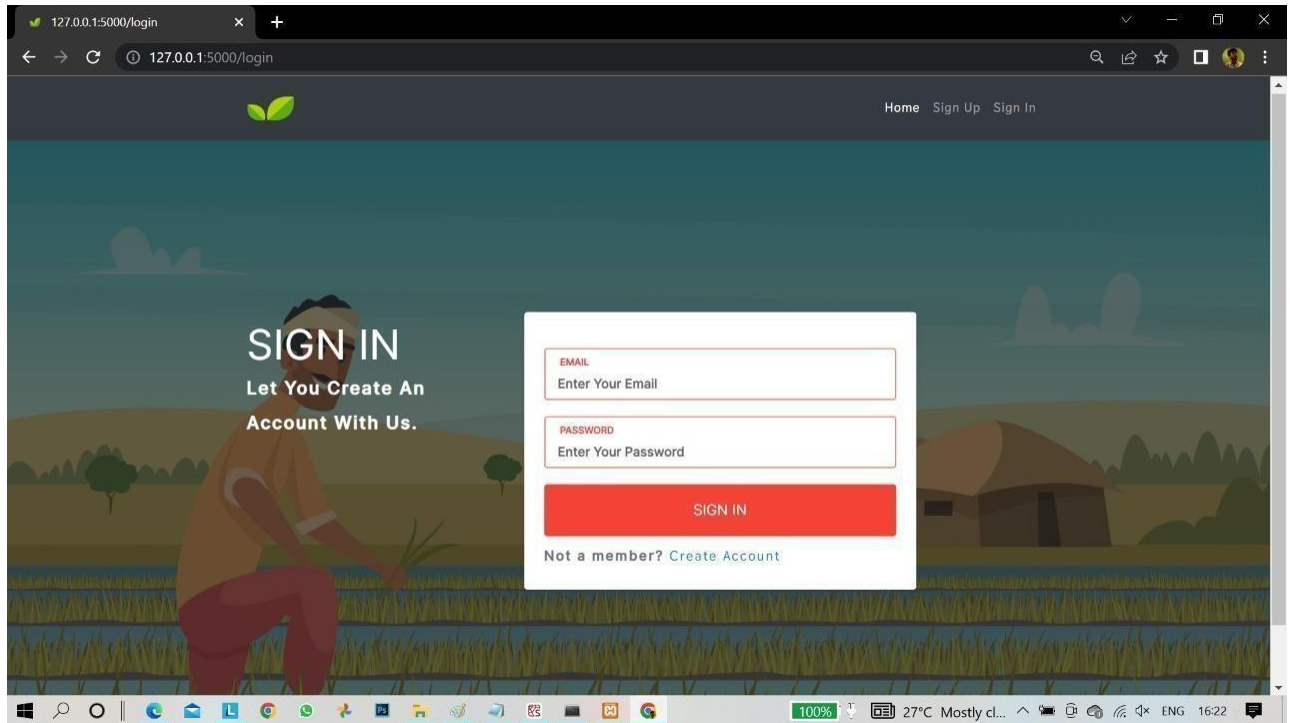 127.0.0.1:5000/login
127.0.0.1:5000/login
Home Sign Up Sign In
SIGN IN
Let You Create An
Account With Us.
EMAIL
Enter Your Email
PASSWORD
Enter Your Password
SIGN IN
Not a member? Create Account
L Ps 100% 27°C Mostly cl... ENG 16:22